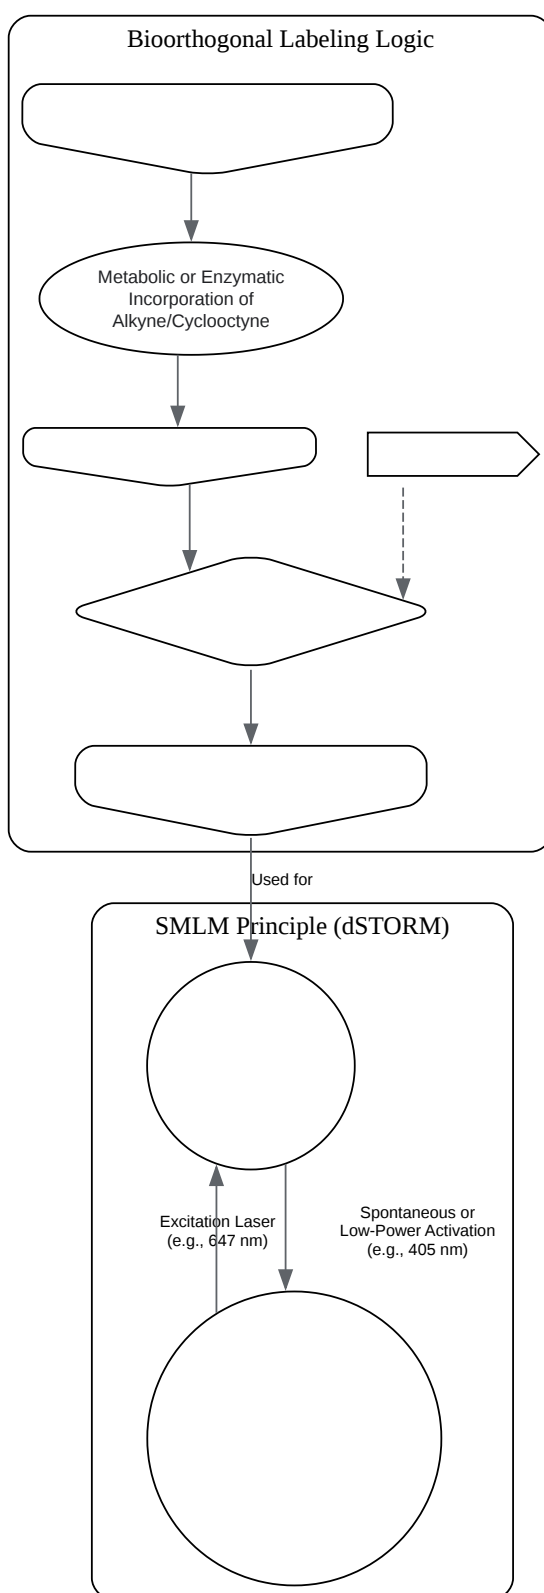 Bioorthogonal Labeling Logic
Metabolic or Enzymatic
Incorporation of
Alkyne/Cyclooctyne
Used for
SMLM Principle (dSTORM)
Excitation Laser
(e.g., 647 nm)
Spontaneous or
Low-Power Activation
(e.g., 405 nm)